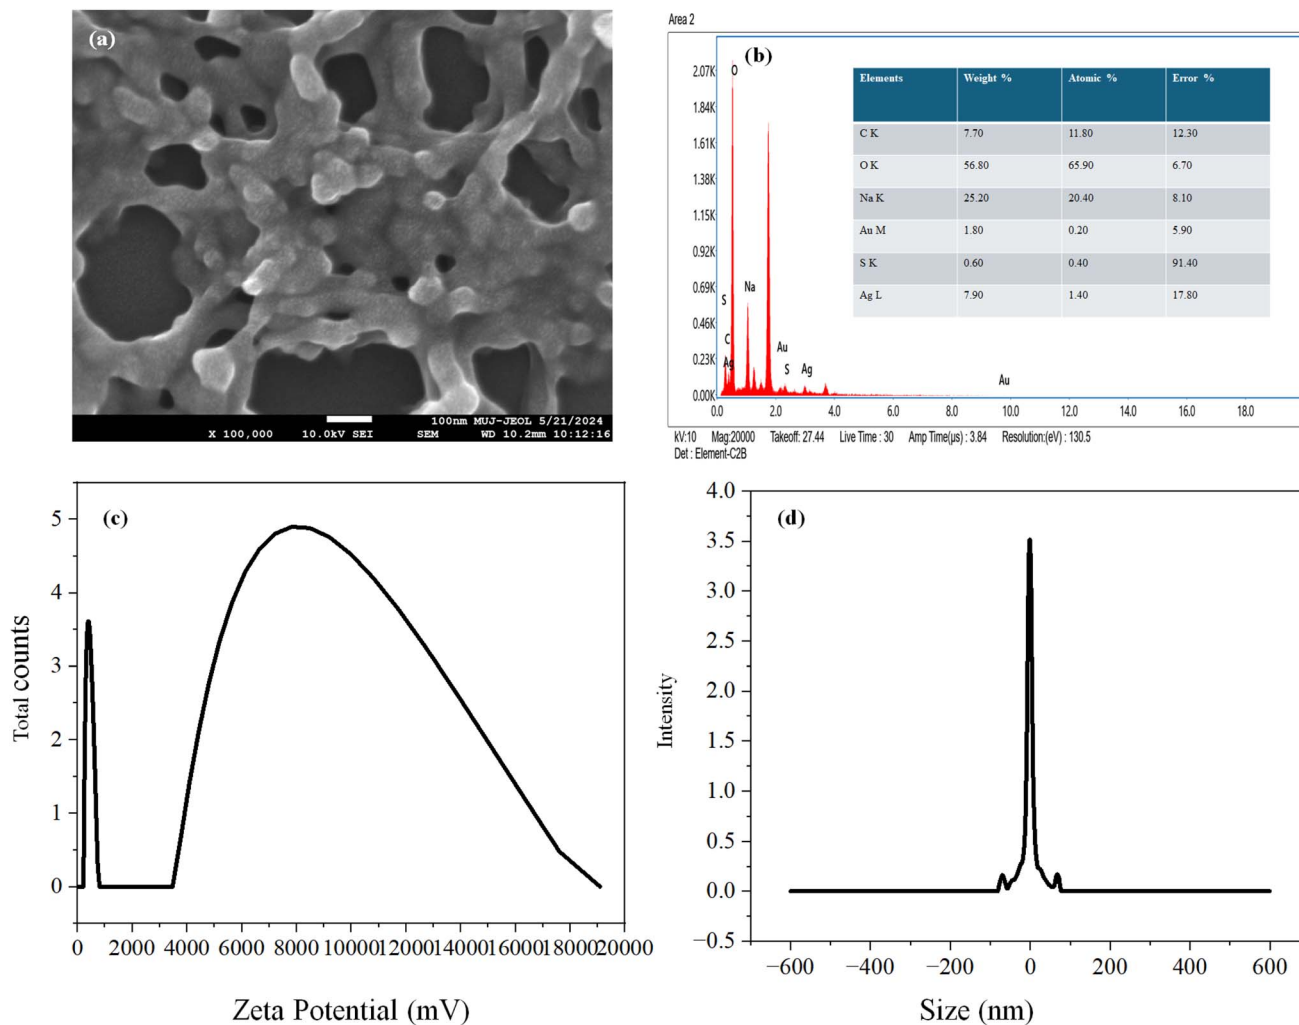 (a)
100nm MUJ-JEOL 5/21/2024
X 100,000 10.0kV SEI SEM WD 10.2mm 10:12:16
Area 2
(b)
2.07K
1.84K
1.61K
1.38K
1.15K
0.92K
0.69K
0.46K
0.23K
0.00K
O
S
C
Ag
Na
Au
S
Ag
Au
0.0 2.0 4.0 6.0 8.0 10.0 12.0 14.0 16.0 18.0
Elements Weight % Atomic % Error %
C K 7.70 11.80 12.30
O K 56.80 65.90 6.70
Na K 25.20 20.40 8.10
Au M 1.80 0.20 5.90
S K 0.60 0.40 91.40
Ag L 7.90 1.40 17.80
kV:10 Mag:20000 Takeoff: 27.44 Live Time : 30 Amp Time(µs) : 3.84 Resolution:(eV) : 130.5
Det : Element-C2B
(c)
Total counts
5
4
3
2
1
0
0 2000 4000 6000 8000 10000 12000 14000 16000 18000 20000
Zeta Potential (mV)
(d)
Intensity
4.0
3.5
3.0
2.5
2.0
1.5
1.0
0.5
0.0
−0.5
−600 −400 −200 0 200 400 600
Size (nm)